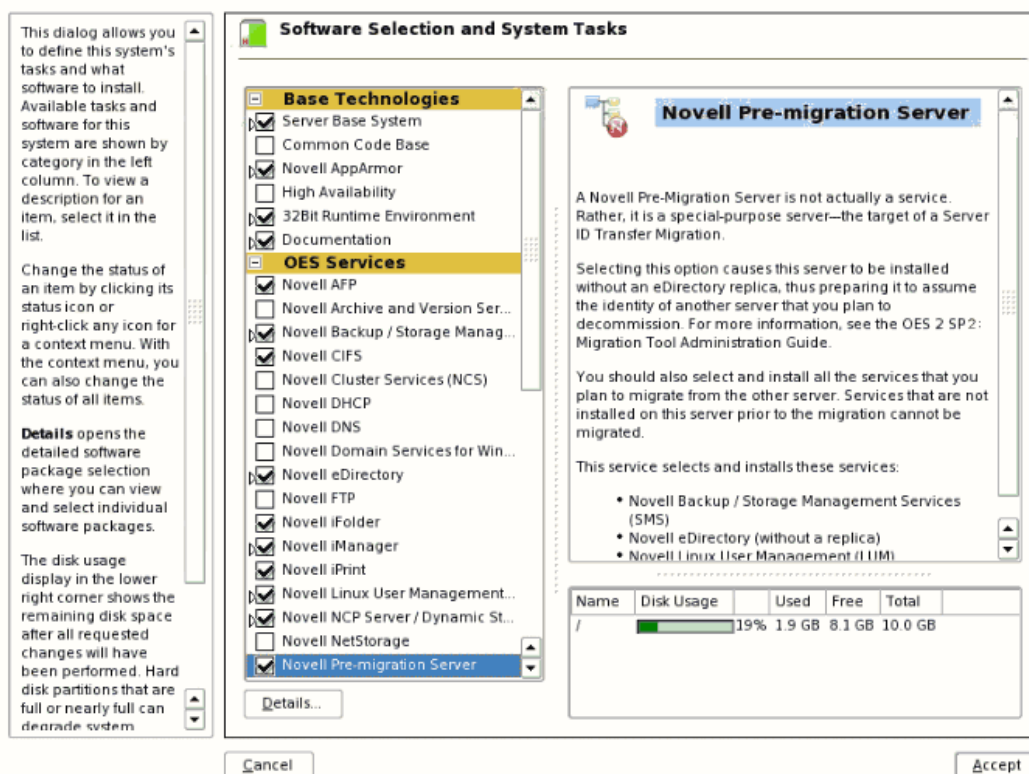 This dialog allows you
to define this system's
tasks and what
software to install.
Available tasks and
software for this
system are shown by
category in the left
column. To view a
description for an
item, select it in the
list.
Change the status of
an item by clicking its
status icon or
right-click any icon for
a context menu. With
the context menu, you
can also change the
status of all items.
Details opens the
detailed software
package selection
where you can view
and select individual
software packages.
The disk usage
display in the lower
right corner shows the
remaining disk space
after all requested
changes will have
been performed. Hard
disk partitions that are
full or nearly full can
degrade system
Software Selection and System Tasks
Base Technologies
Server Base System
Common Code Base
Novell AppArmor
High Availability
32Bit Runtime Environment
Documentation
OES Services
Novell AFP
Novell Archive and Version Ser...
Novell Backup / Storage Manag...
Novell CIFS
Novell Cluster Services (NCS)
Novell DHCP
Novell DNS
Novell Domain Services for Win...
Novell eDirectory
Novell FTP
Novell iFolder
Novell iManager
Novell iPrint
Novell Linux User Management...
Novell NCP Server / Dynamic St...
Novell NetStorage
Novell Pre-migration Server
Details...
Novell Pre-migration Server
A Novell Pre-Migration Server is not actually a service.
Rather, it is a special-purpose server—the target of a Server
ID Transfer Migration.
Selecting this option causes this server to be installed
without an eDirectory replica, thus preparing it to assume
the identity of another server that you plan to
decommission. For more information, see the OES 2 SP2:
Migration Tool Administration Guide.
You should also select and install all the services that you
plan to migrate from the other server. Services that are not
installed on this server prior to the migration cannot be
migrated.
This service selects and installs these services:
• Novell Backup / Storage Management Services
(SMS)
• Novell eDirectory (without a replica)
• Novell Linux User Management (LUM)
Name Disk Usage Used Free Total
/ 19% 1.9 GB 8.1 GB 10.0 GB
Cancel
Accept